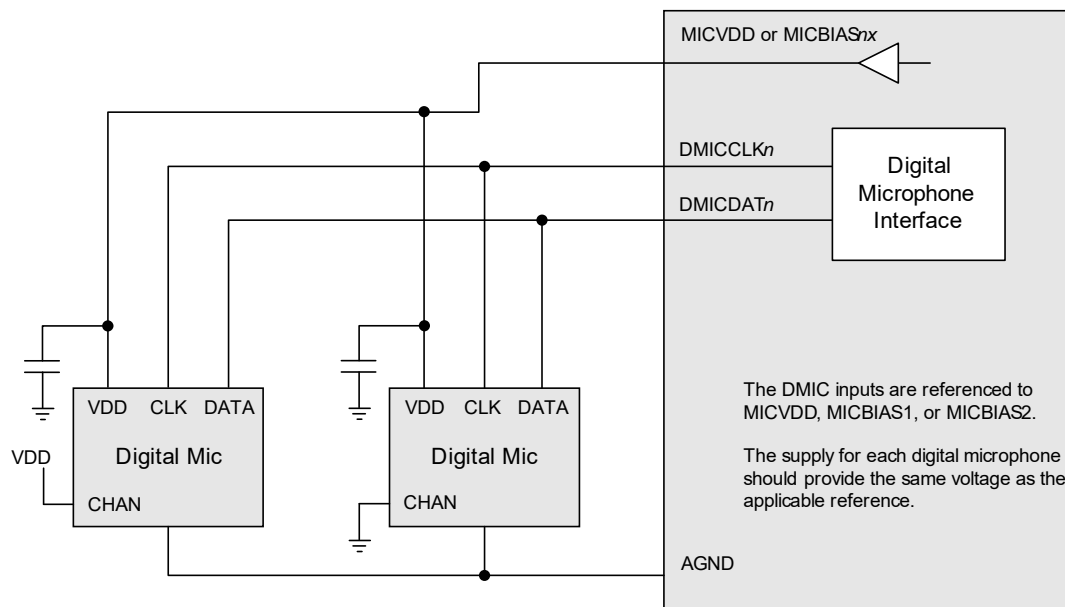 MICVDD or MICBIASnx
DMICCLKn
DMICDATn
Digital
Microphone
Interface
VDD CLK DATA
Digital Mic
VDD
CHAN
VDD CLK DATA
Digital Mic
CHAN
The DMIC inputs are referenced to
MICVDD, MICBIAS1, or MICBIAS2.
The supply for each digital microphone
should provide the same voltage as the
applicable reference.
AGND